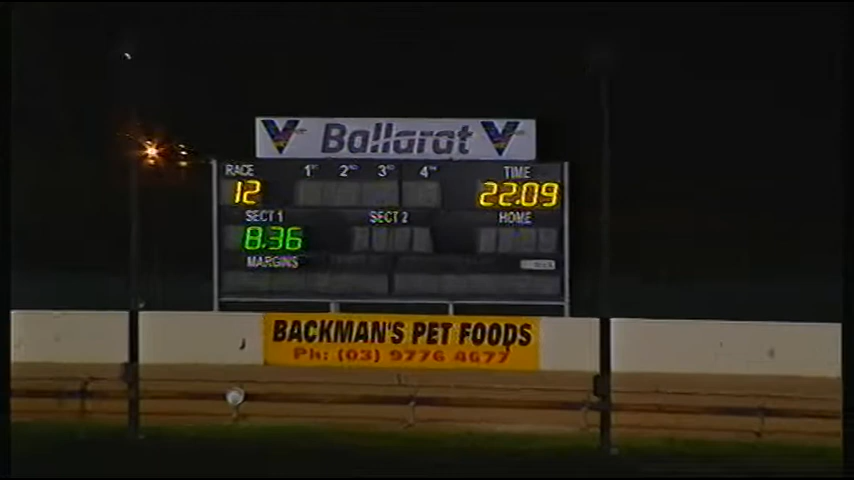 Ballarat
RACE 1ST 2ND 3RD 4TH TIME
12 22.09
SECT 1 SECT 2 HOME
8.36
MARGINS
BACKMAN'S PET FOODS
Ph: (03) 9776 4677